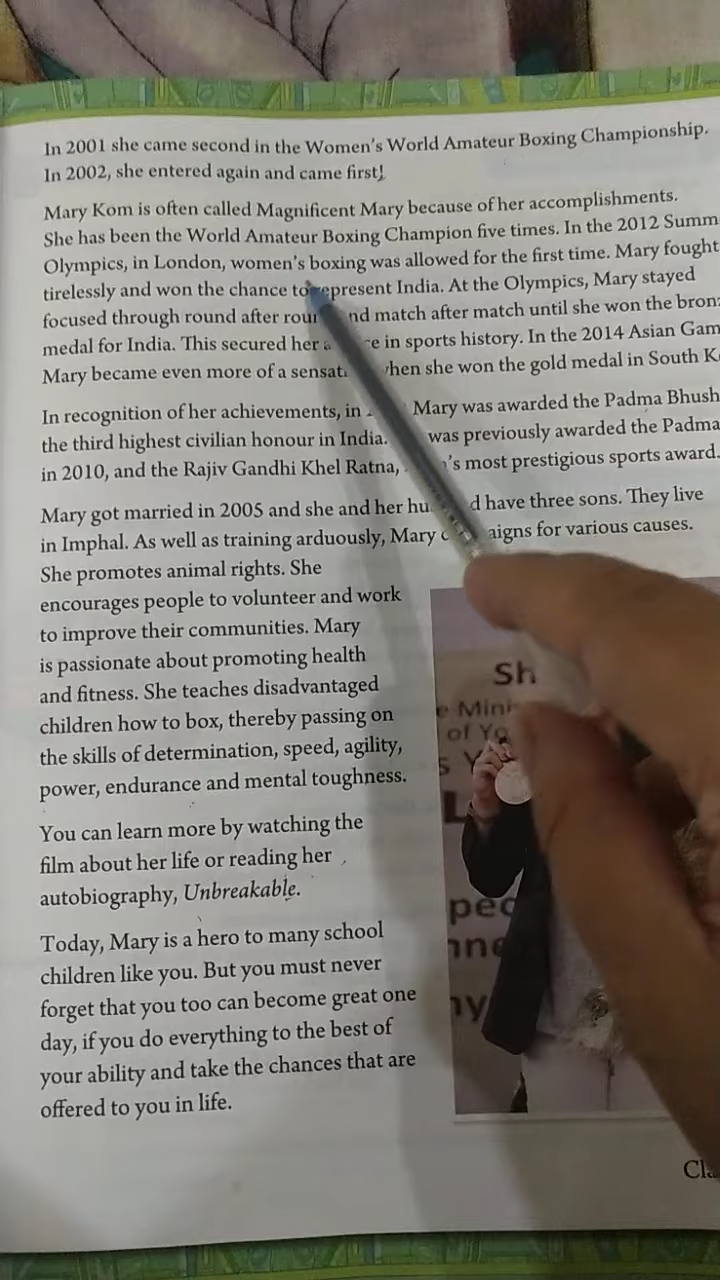 In 2001 she came second in the Women's World Amateur Boxing Championship.
In 2002, she entered again and came first!
Mary Kom is often called Magnificent Mary because of her accomplishments.
She has been the World Amateur Boxing Champion five times. In the 2012 Summ
Olympics, in London, women's boxing was allowed for the first time. Mary fought
tirelessly and won the chance to represent India. At the Olympics, Mary stayed
focused through round after roun nd match after match until she won the bron
medal for India. This secured her a ce in sports history. In the 2014 Asian Gam
Mary became even more of a sensat when she won the gold medal in South K
In recognition of her achievements, in Mary was awarded the Padma Bhush
the third highest civilian honour in India. was previously awarded the Padma
in 2010, and the Rajiv Gandhi Khel Ratna, 's most prestigious sports award.
Mary got married in 2005 and she and her hu d have three sons. They live
in Imphal. As well as training arduously, Mary c aigns for various causes.
She promotes animal rights. She
encourages people to volunteer and work
to improve their communities. Mary
is passionate about promoting health
and fitness. She teaches disadvantaged
children how to box, thereby passing on
the skills of determination, speed, agility,
power, endurance and mental toughness.
You can learn more by watching the
film about her life or reading her
autobiography, Unbreakable.
Today, Mary is a hero to many school
children like you. But you must never
forget that you too can become great one
day, if you do everything to the best of
your ability and take the chances that are
offered to you in life.
Sh
e Mini
of Yo
s Y
L
pec
nn
ny
Cl